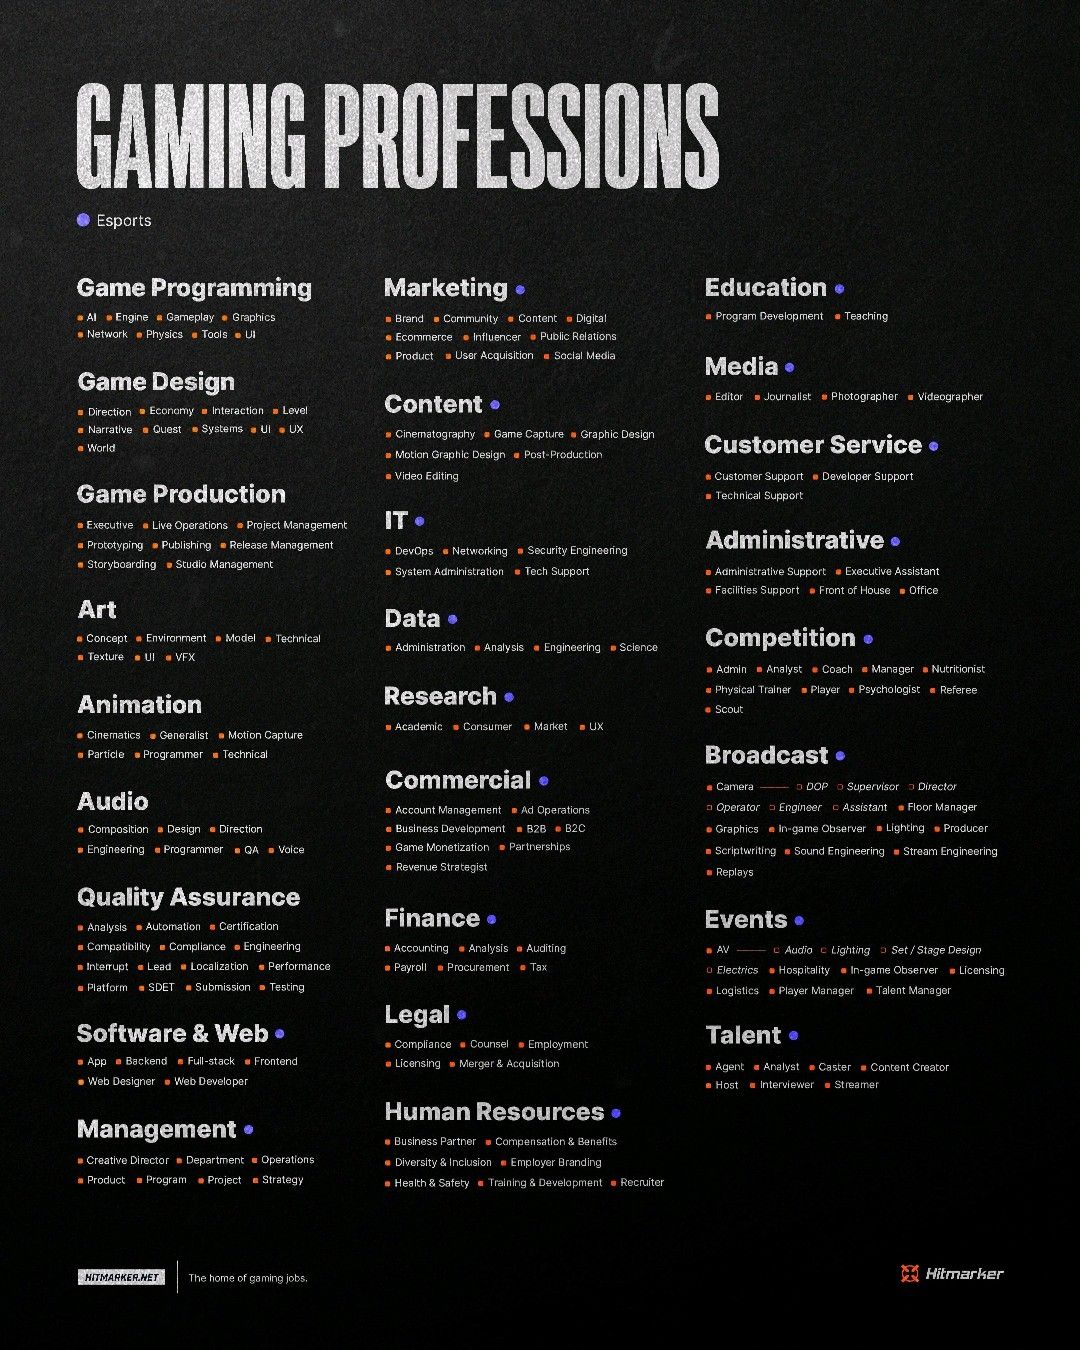 GAMING PROFESSIONS
Esports
Game Programming
AI Engine Gameplay Graphics
Network Physics Tools UI
Game Design
Direction Economy Interaction Level
Narrative Quest Systems UI UX
World
Game Production
Executive Live Operations Project Management
Prototyping Publishing Release Management
Storyboarding Studio Management
Art
Concept Environment Model Technical
Texture UI VFX
Animation
Cinematics Generalist Motion Capture
Particle Programmer Technical
Audio
Composition Design Direction
Engineering Programmer QA Voice
Quality Assurance
Analysis Automation Certification
Compatibility Compliance Engineering
Interrupt Lead Localization Performance
Platform SDET Submission Testing
Software & Web
App Backend Full-stack Frontend
Web Designer Web Developer
Management
Creative Director Department Operations
Product Program Project Strategy
Marketing
Brand Community Content Digital
Ecommerce Influencer Public Relations
Product User Acquisition Social Media
Content
Cinematography Game Capture Graphic Design
Motion Graphic Design Post-Production
Video Editing
IT
DevOps Networking Security Engineering
System Administration Tech Support
Data
Administration Analysis Engineering Science
Research
Academic Consumer Market UX
Commercial
Account Management Ad Operations
Business Development B2B B2C
Game Monetization Partnerships
Revenue Strategist
Finance
Accounting Analysis Auditing
Payroll Procurement Tax
Legal
Compliance Counsel Employment
Licensing Merger & Acquisition
Human Resources
Business Partner Compensation & Benefits
Diversity & Inclusion Employer Branding
Health & Safety Training & Development Recruiter
Education
Program Development Teaching
Media
Editor Journalist Photographer Videographer
Customer Service
Customer Support Developer Support
Technical Support
Administrative
Administrative Support Executive Assistant
Facilities Support Front of House Office
Competition
Admin Analyst Coach Manager Nutritionist
Physical Trainer Player Psychologist Referee
Scout
Broadcast
Camera DOP Supervisor Director
Operator Engineer Assistant Floor Manager
Graphics In-game Observer Lighting Producer
Scriptwriting Sound Engineering Stream Engineering
Replays
Events
AV Audio Lighting Set / Stage Design
Electrics Hospitality In-game Observer Licensing
Logistics Player Manager Talent Manager
Talent
Agent Analyst Caster Content Creator
Host Interviewer Streamer
HITMARKER.NET The home of gaming jobs.
Hitmarker